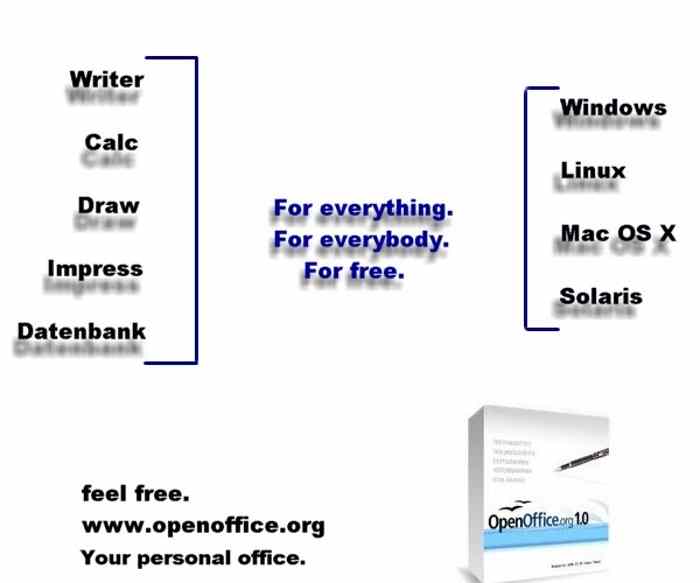 Writer
Calc
Draw
Impress
Datenbank
For everything.
For everybody.
For free.
Windows
Linux
Mac OS X
Solaris
feel free.
www.openoffice.org
Your personal office.
OpenOffice.org 1.0